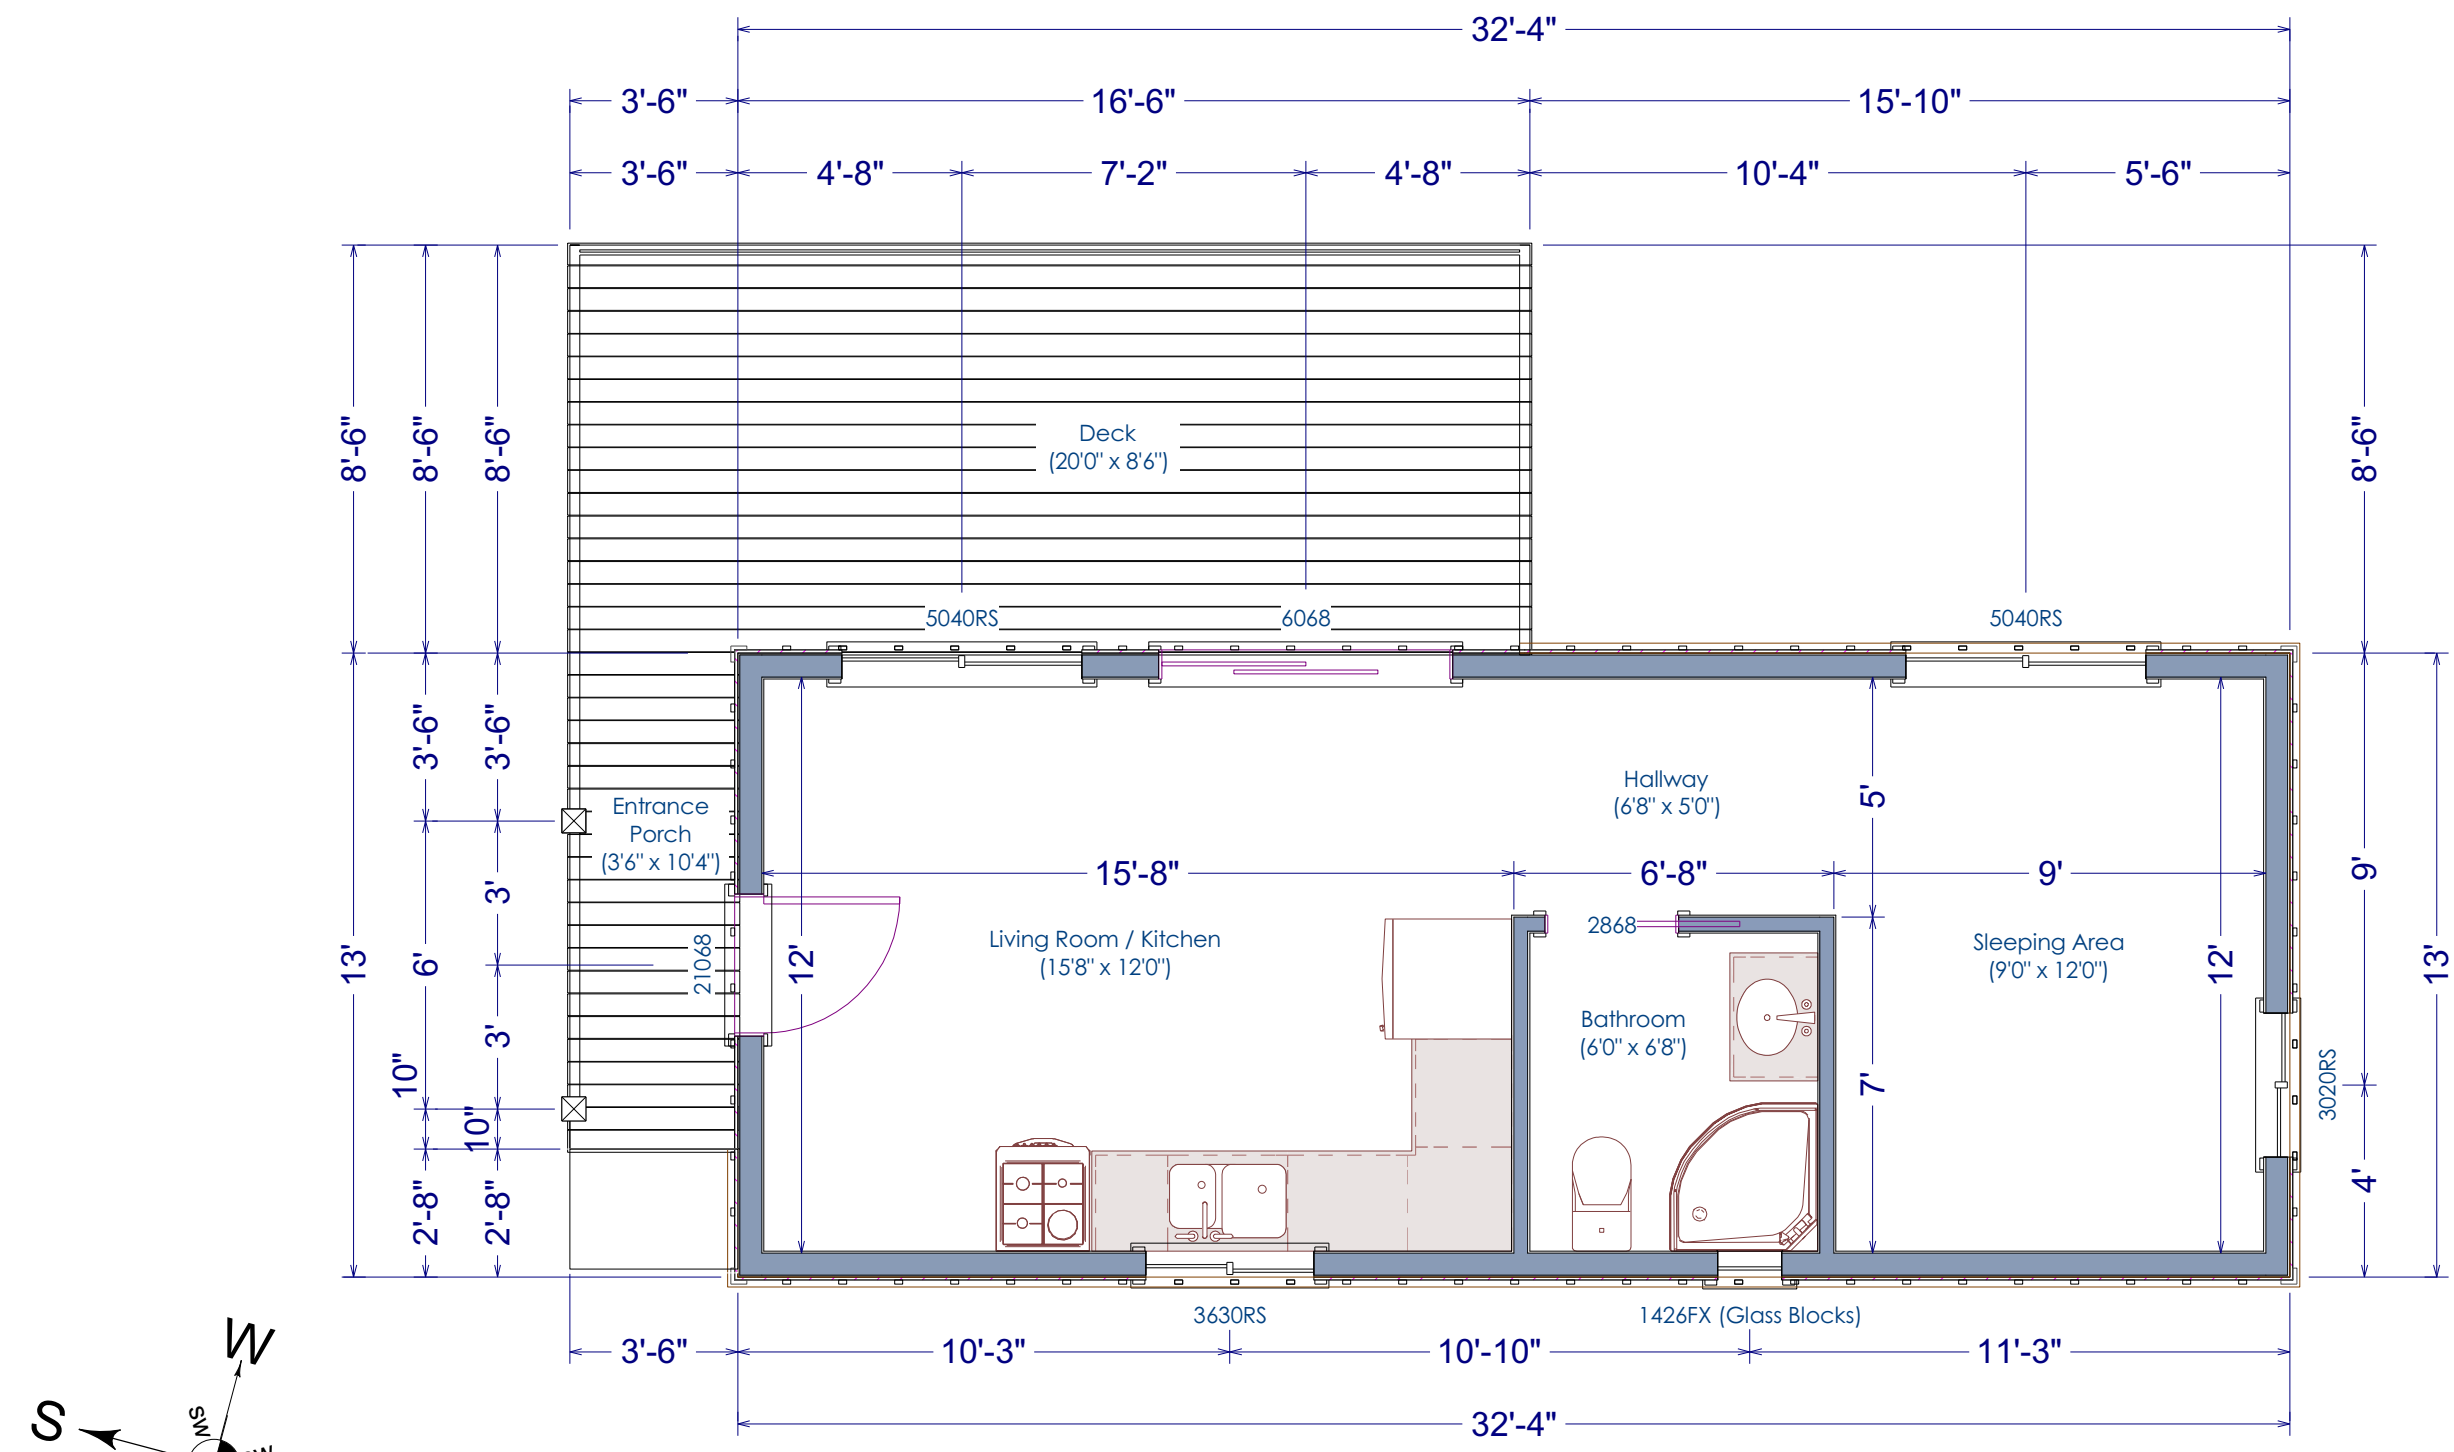 32'-4"
3'-6" 16'-6" 15'-10"
3'-6" 4'-8" 7'-2" 4'-8" 10'-4" 5'-6"
8'-6" 8'-6" 8'-6" 8'-6"
Deck
(20'0" x 8'6")
5040RS 6068 5040RS
3'-6" 3'-6"
Entrance
Porch
(3'6" x 10'4")
Hallway
(6'8" x 5'0")
5'
9'
15'-8" 6'-8" 9'
3'
2868
21068
Living Room / Kitchen
(15'8" x 12'0")
Sleeping Area
(9'0" x 12'0")
13' 6' 12' 12' 13'
Bathroom
(6'0" x 6'8")
3'
10"
10"
7'
3020RS
2'-8" 2'-8"
4'
3630RS 1426FX (Glass Blocks)
3'-6" 10'-3" 10'-10" 11'-3"
32'-4"
W
S
SW